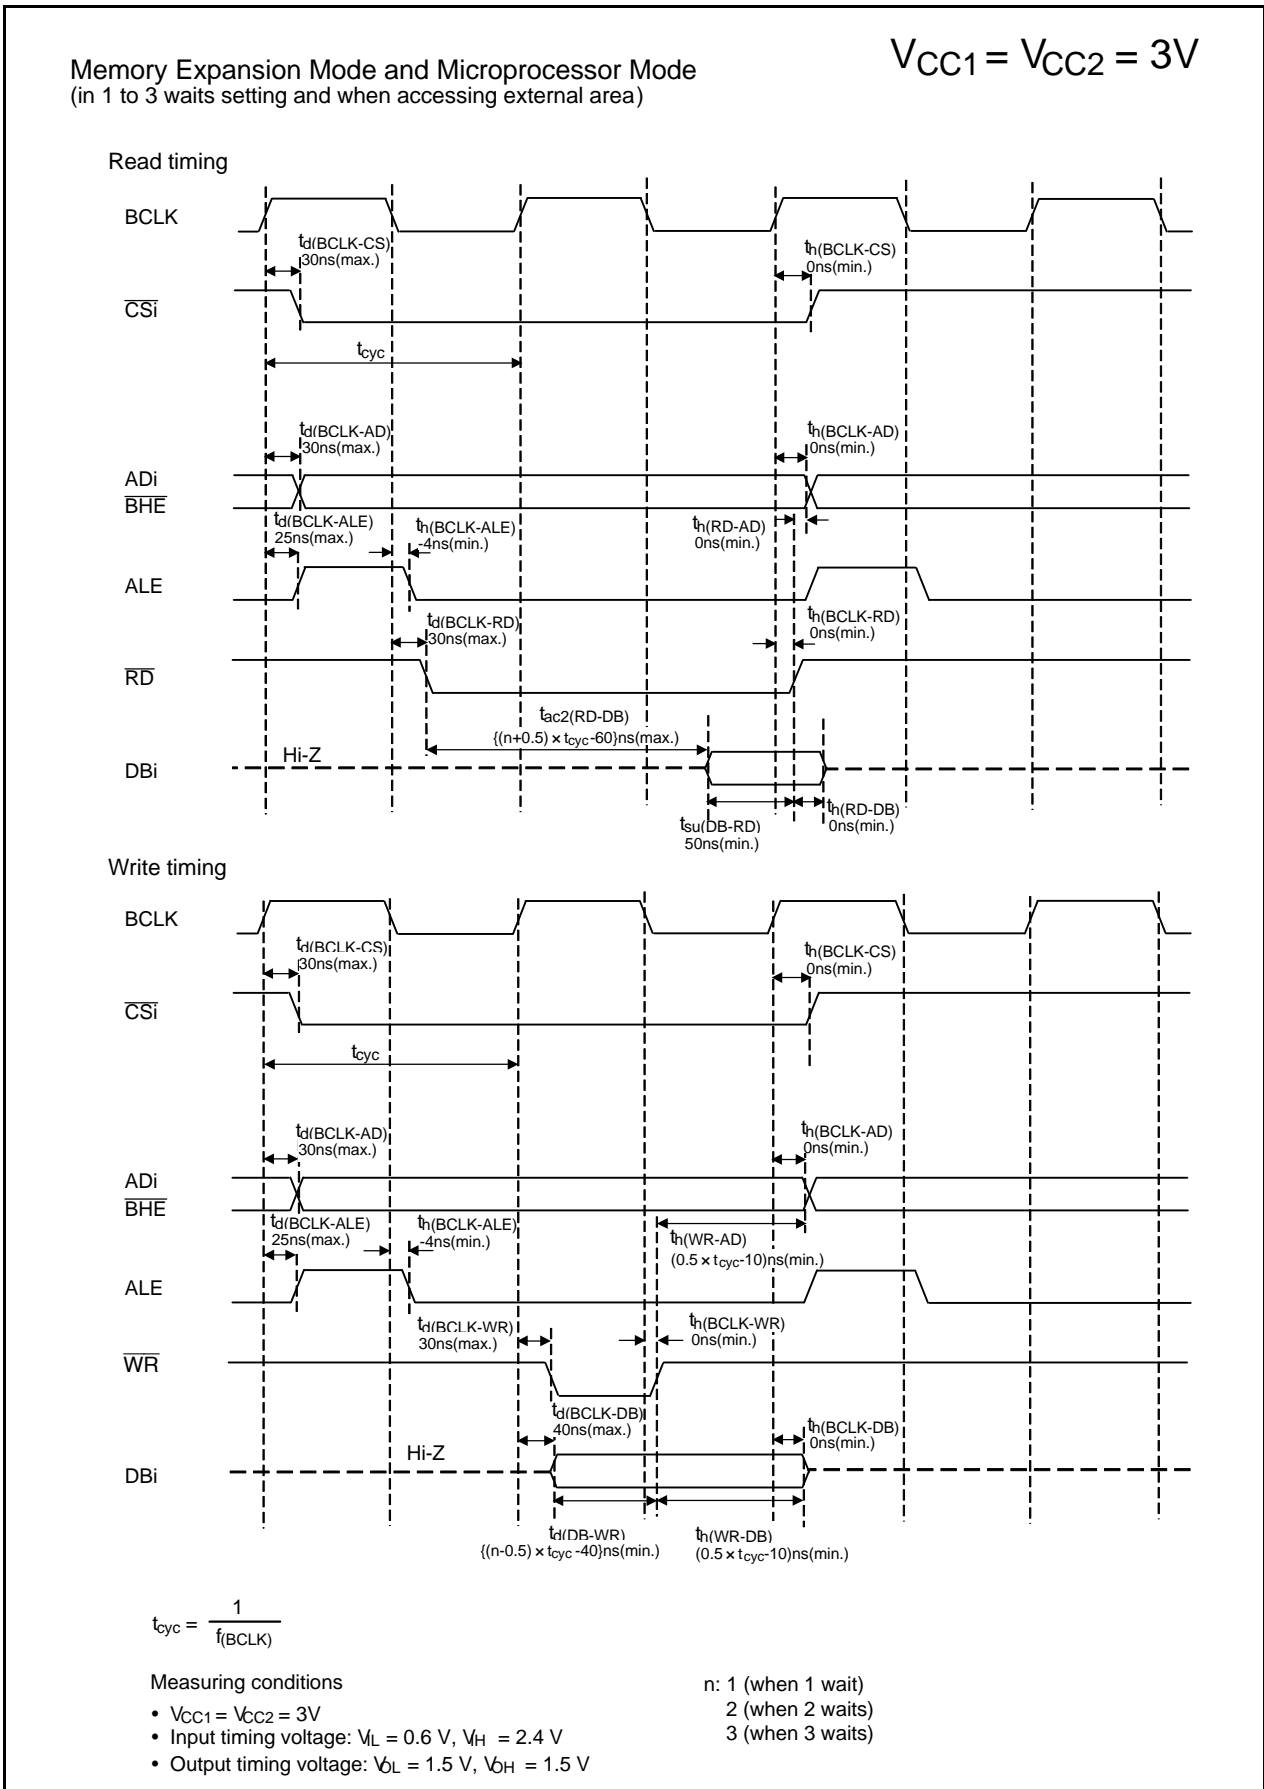 VCC1 = VCC2 = 3V
Memory Expansion Mode and Microprocessor Mode
(in 1 to 3 waits setting and when accessing external area)
Read timing
BCLK
td(BCLK-CS)
30ns(max.)
th(BCLK-CS)
0ns(min.)
CSi
tcyc
td(BCLK-AD)
30ns(max.)
th(BCLK-AD)
0ns(min.)
ADi
BHE
td(BCLK-ALE)
25ns(max.)
th(BCLK-ALE)
-4ns(min.)
th(RD-AD)
0ns(min.)
ALE
td(BCLK-RD)
30ns(max.)
th(BCLK-RD)
0ns(min.)
RD
tac2(RD-DB)
{(n+0.5) × tcyc-60}ns(max.)
Hi-Z
DBi
tsu(DB-RD)
50ns(min.)
th(RD-DB)
0ns(min.)
Write timing
BCLK
td(BCLK-CS)
30ns(max.)
th(BCLK-CS)
0ns(min.)
CSi
tcyc
td(BCLK-AD)
30ns(max.)
th(BCLK-AD)
0ns(min.)
ADi
BHE
td(BCLK-ALE)
25ns(max.)
th(BCLK-ALE)
-4ns(min.)
th(WR-AD)
(0.5 × tcyc-10)ns(min.)
ALE
td(BCLK-WR)
30ns(max.)
th(BCLK-WR)
0ns(min.)
WR
td(BCLK-DB)
40ns(max.)
th(BCLK-DB)
0ns(min.)
Hi-Z
DBi
td(DB-WR)
{(n-0.5) × tcyc -40}ns(min.)
th(WR-DB)
(0.5 × tcyc-10)ns(min.)
tcyc = 1
f(BCLK)
Measuring conditions
• VCC1 = VCC2 = 3V
• Input timing voltage: VIL = 0.6 V, VIH = 2.4 V
• Output timing voltage: VOL = 1.5 V, VOH = 1.5 V
n: 1 (when 1 wait)
2 (when 2 waits)
3 (when 3 waits)